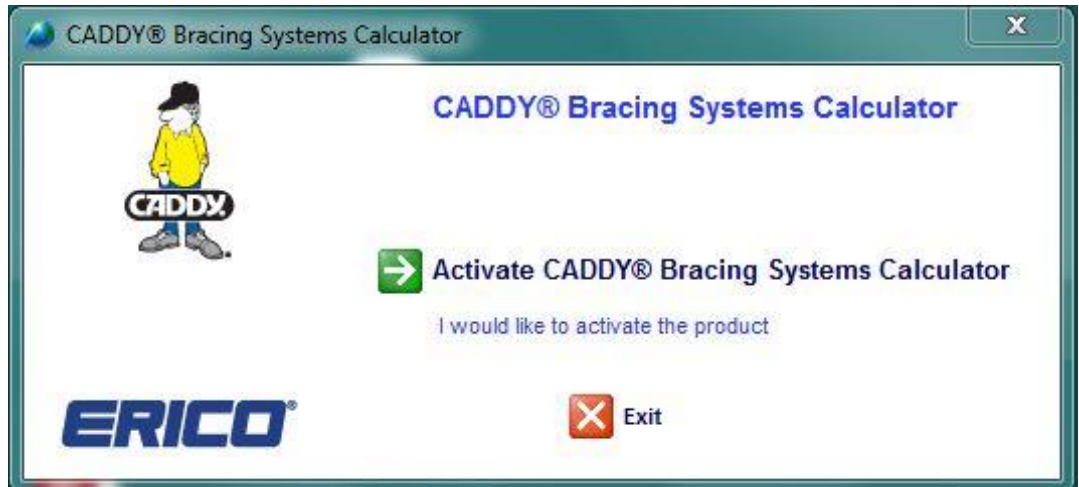 CADDY® Bracing Systems Calculator
X
CADDY® Bracing Systems Calculator
CADDY.
Activate CADDY® Bracing Systems Calculator
I would like to activate the product
ERICO®
Exit